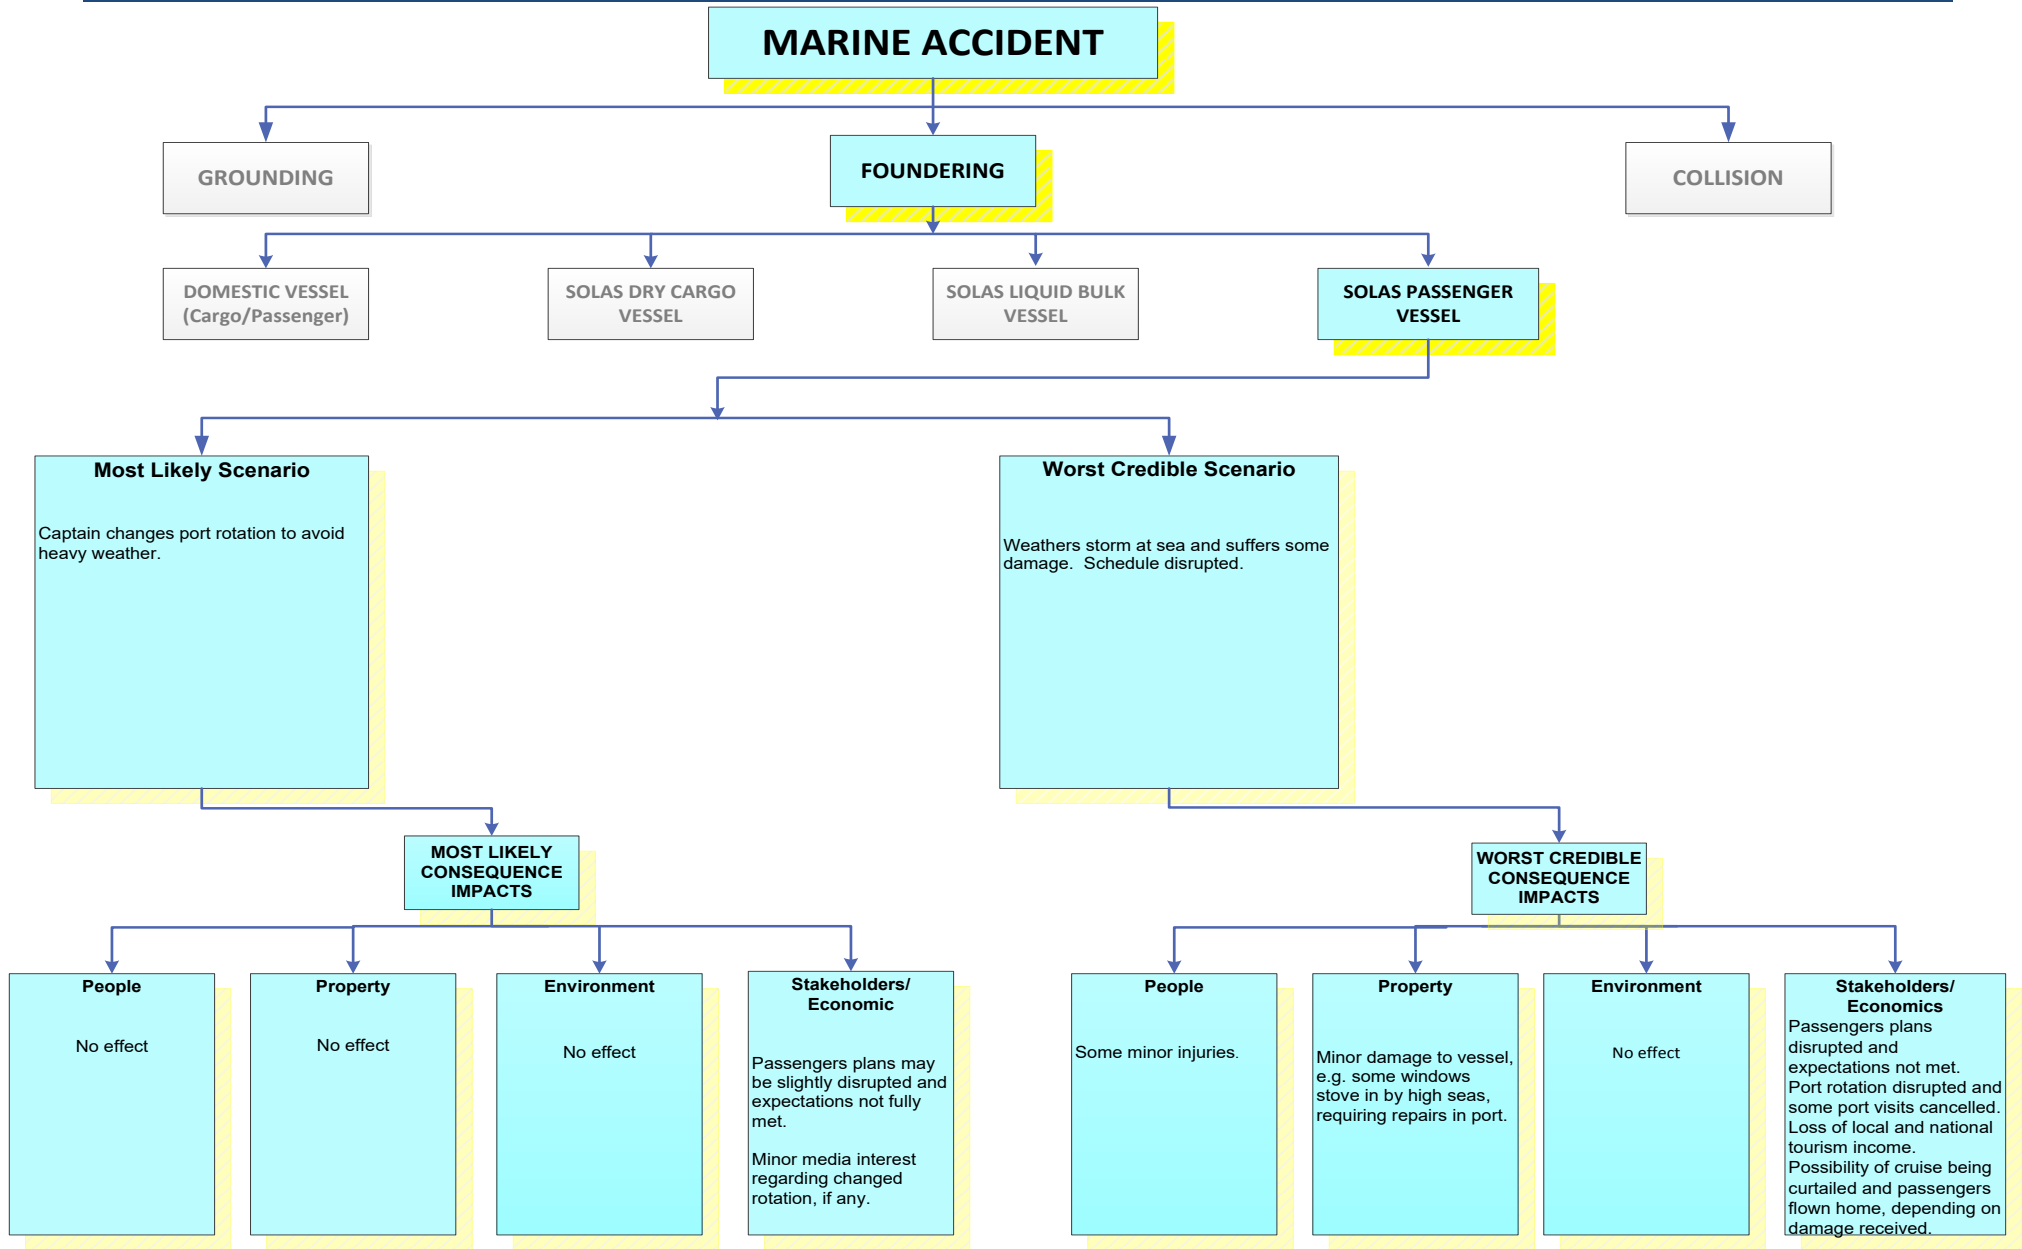 MARINE ACCIDENT
GROUNDING
FOUNDERING
COLLISION
DOMESTIC VESSEL
(Cargo/Passenger)
SOLAS DRY CARGO
VESSEL
SOLAS LIQUID BULK
VESSEL
SOLAS PASSENGER
VESSEL
Most Likely Scenario
Captain changes port rotation to avoid
heavy weather.
Worst Credible Scenario
Weathers storm at sea and suffers some
damage.  Schedule disrupted.
MOST LIKELY
CONSEQUENCE
IMPACTS
WORST CREDIBLE
CONSEQUENCE
IMPACTS
People
No effect
Property
No effect
Environment
No effect
Stakeholders/
Economic
Passengers plans may
be slightly disrupted and
expectations not fully
met.
Minor media interest
regarding changed
rotation, if any.
People
Some minor injuries.
Property
Minor damage to vessel,
e.g. some windows
stove in by high seas,
requiring repairs in port.
Environment
No effect
Stakeholders/
Economics
Passengers plans
disrupted and
expectations not met.
Port rotation disrupted and
some port visits cancelled.
Loss of local and national
tourism income.
Possibility of cruise being
curtailed and passengers
flown home, depending on
damage received.